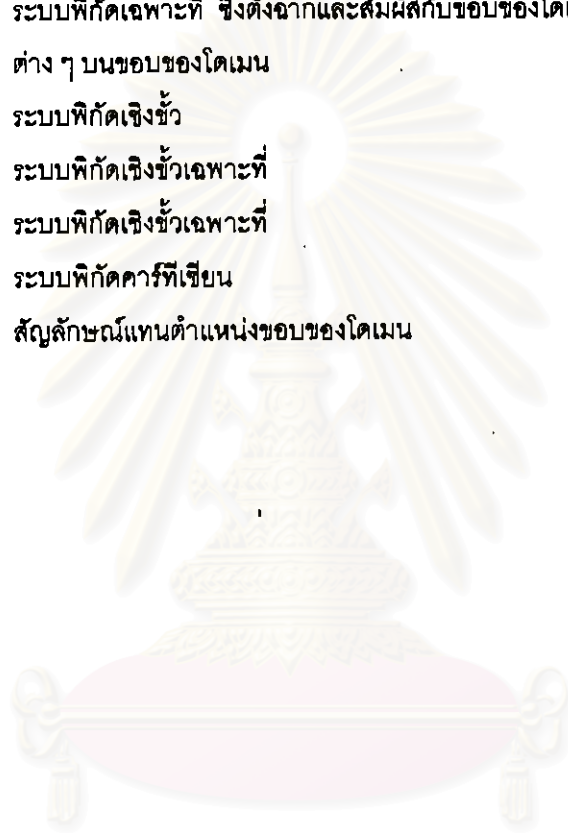 ระบบพิกัดเฉพาะที่ ซึ่งตั้งฉากและสัมผัสกับขอบของ
ต่าง ๆ บนขอบของโดเมน
ระบบพิกัดเชิงขั้ว
ระบบพิกัดเชิงขั้วเฉพาะที่
ระบบพิกัดเชิงขั้วเฉพาะที่
ระบบพิกัดคาร์ทีเซียน
สัญลักษณ์แทนตำแหน่งขอบของโดเมน